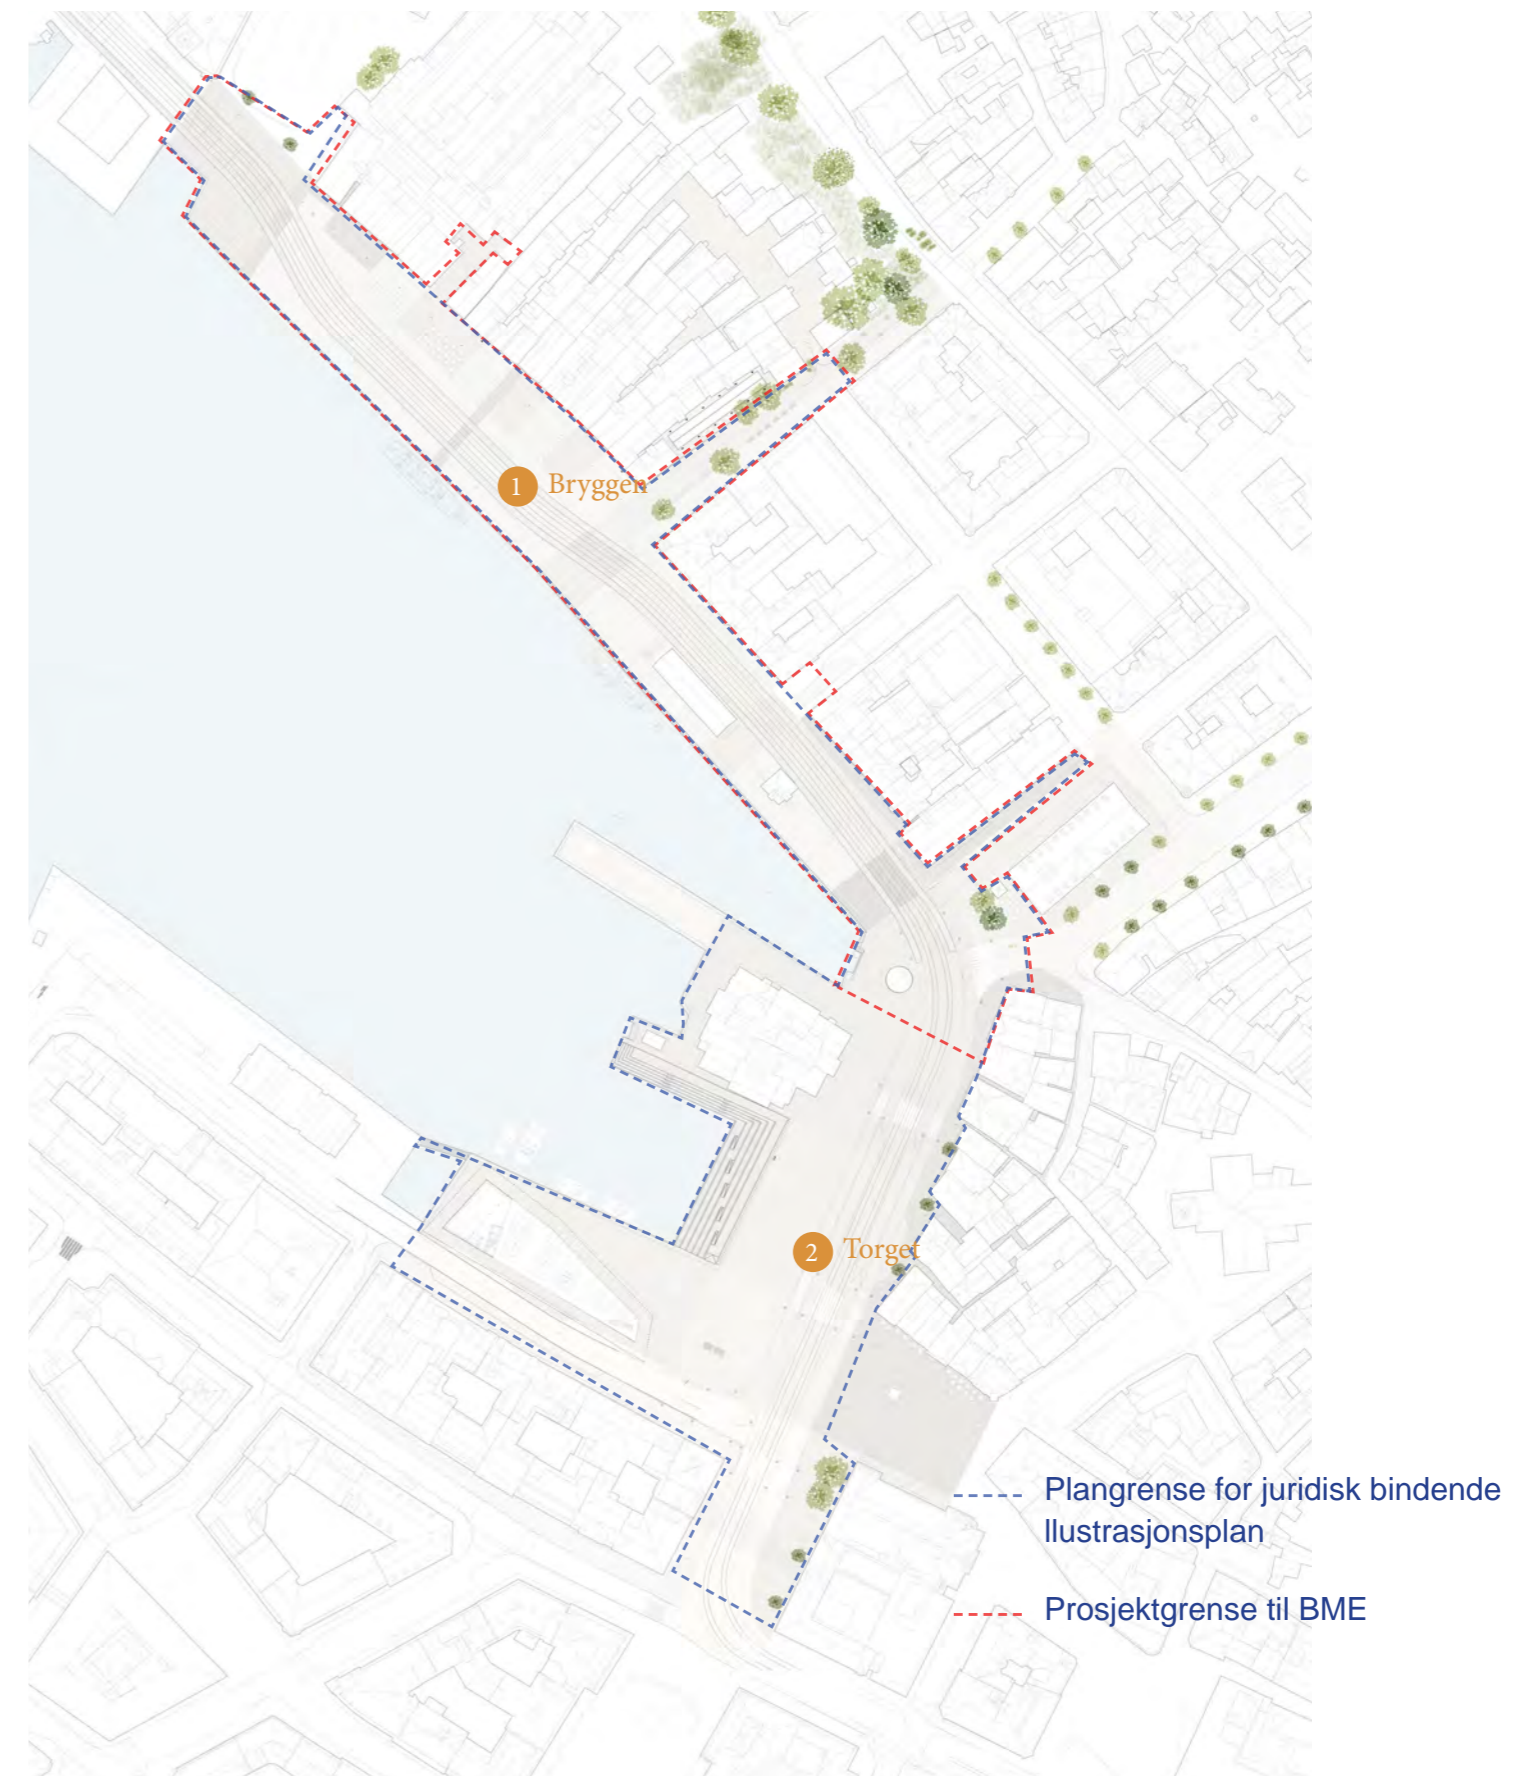 1 Bryggen
2 Torget
Plangrense for juridisk bindende
llustrasjonsplan
Prosjektgrense til BME